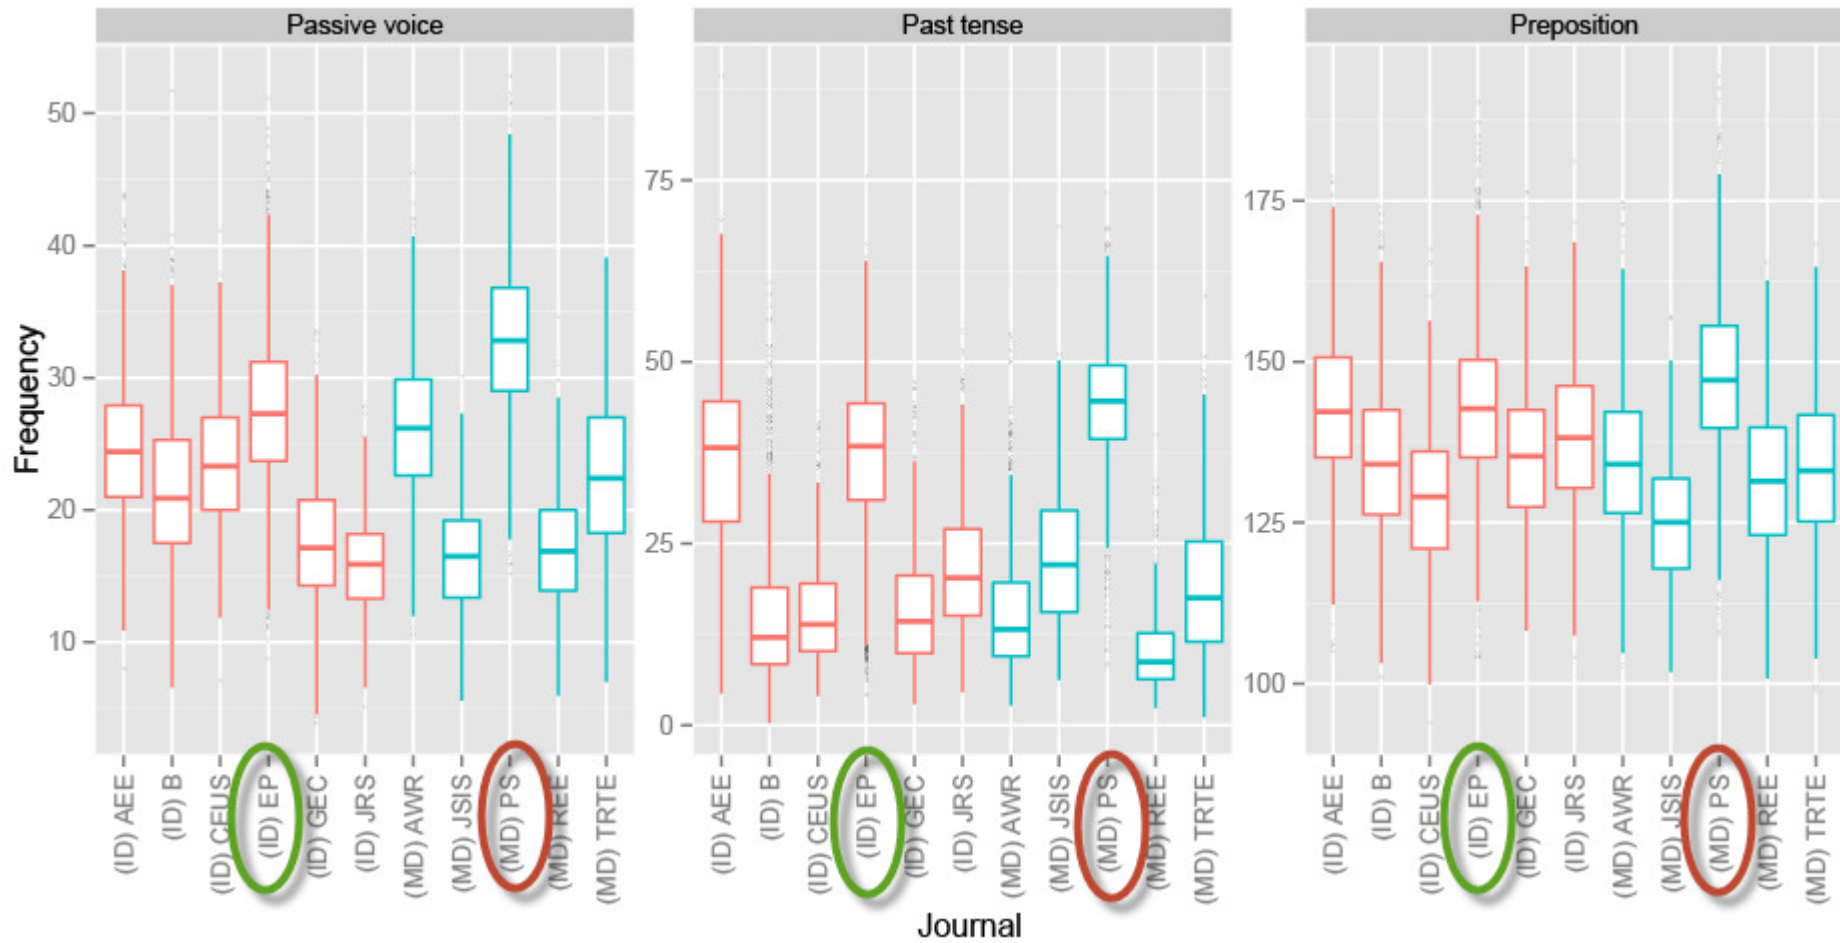 Passive voice
Past tense
Preposition
Frequency
50
40
30
20
10
75
50
25
0
175
150
125
100
(ID) AEE
(ID) B
(ID) CEUS
(ID) EP
(ID) GEC
(ID) JRS
(MD) AWR
(MD) JSIS
(MD) PS
(MD) REE
(MD) TRTE
(ID) AEE
(ID) B
(ID) CEUS
(ID) EP
(ID) GEC
(ID) JRS
(MD) AWR
(MD) JSIS
(MD) PS
(MD) REE
(MD) TRTE
(ID) AEE
(ID) B
(ID) CEUS
(ID) EP
(ID) GEC
(ID) JRS
(MD) AWR
(MD) JSIS
(MD) PS
(MD) REE
(MD) TRTE
Journal